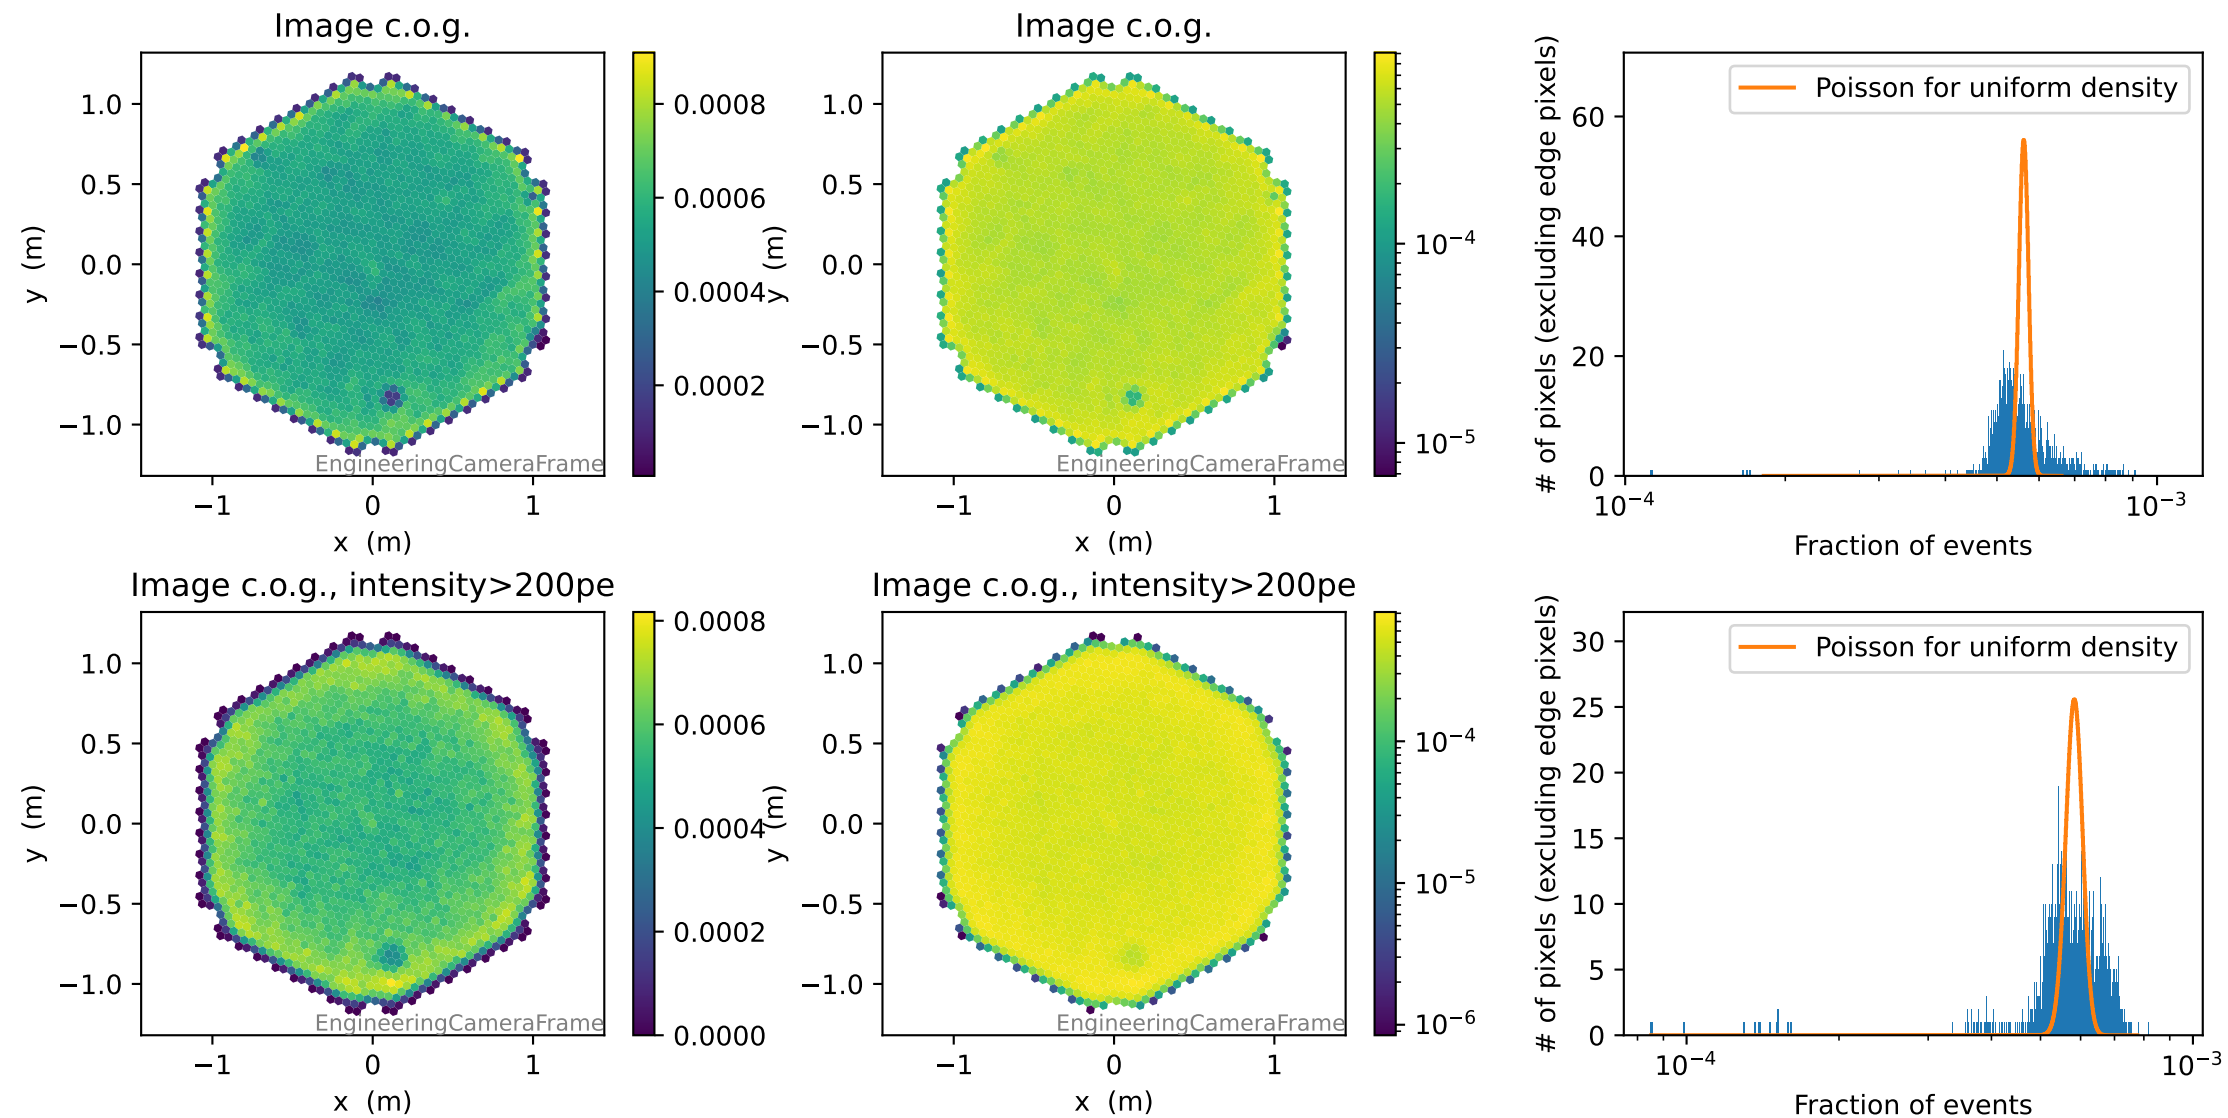 Image c.o.g.
y (m)
1.0
0.5
0.0
−0.5
−1.0
−1 0 1
x (m)
EngineeringCameraFrame
0.0008
0.0006
0.0004
0.0002
Image c.o.g.
y (m)
1.0
0.5
0.0
−0.5
−1.0
−1 0 1
x (m)
EngineeringCameraFrame
10⁻⁴
10⁻⁵
# of pixels (excluding edge pixels)
60
40
20
0
Poisson for uniform density
10⁻⁴ 10⁻³
Fraction of events
Image c.o.g., intensity>200pe
y (m)
1.0
0.5
0.0
−0.5
−1.0
−1 0 1
x (m)
EngineeringCameraFrame
0.0008
0.0006
0.0004
0.0002
0.0000
Image c.o.g., intensity>200pe
y (m)
1.0
0.5
0.0
−0.5
−1.0
−1 0 1
x (m)
EngineeringCameraFrame
10⁻⁴
10⁻⁵
10⁻⁶
# of pixels (excluding edge pixels)
30
25
20
15
10
5
0
Poisson for uniform density
10⁻⁴ 10⁻³
Fraction of events